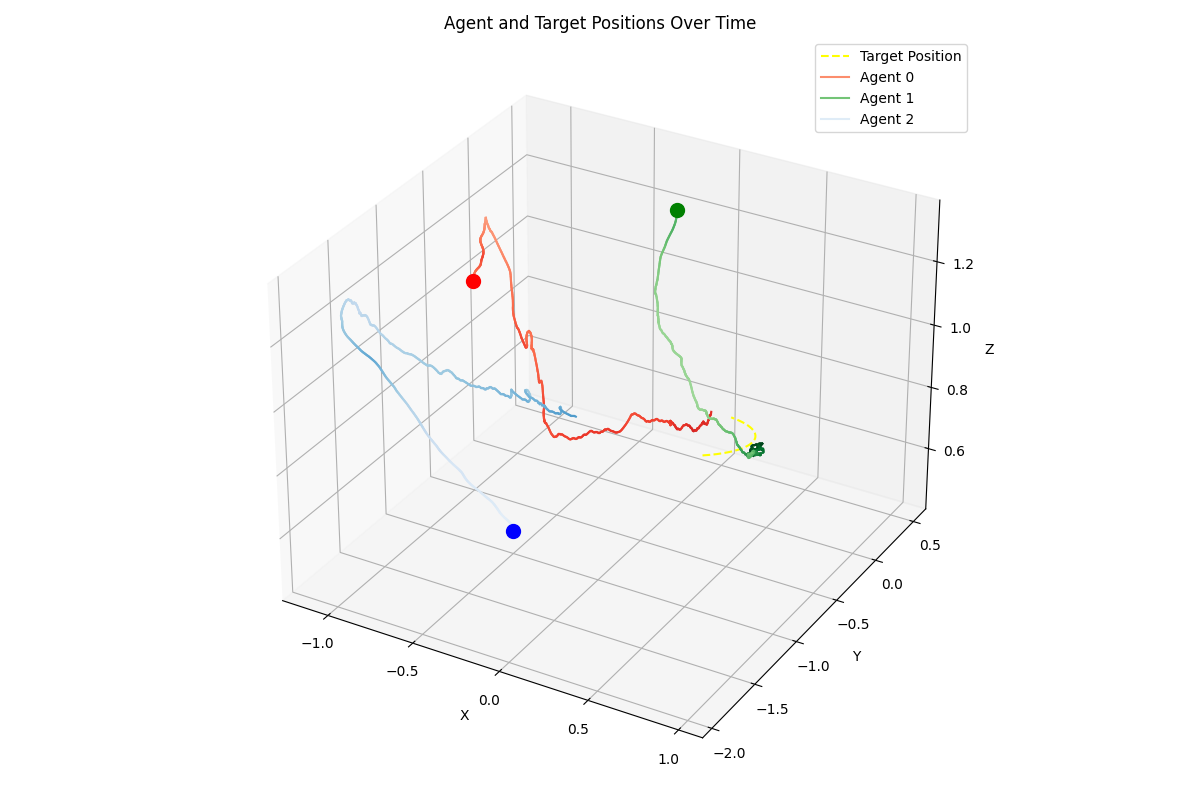 Agent and Target Positions Over Time
Target Position
Agent 0
Agent 1
Agent 2
1.2
1.0
Z
0.8
0.6
0.5
0.0
−0.5
Y
−1.0
−1.5
−2.0
−1.0
−0.5
0.0
X
0.5
1.0